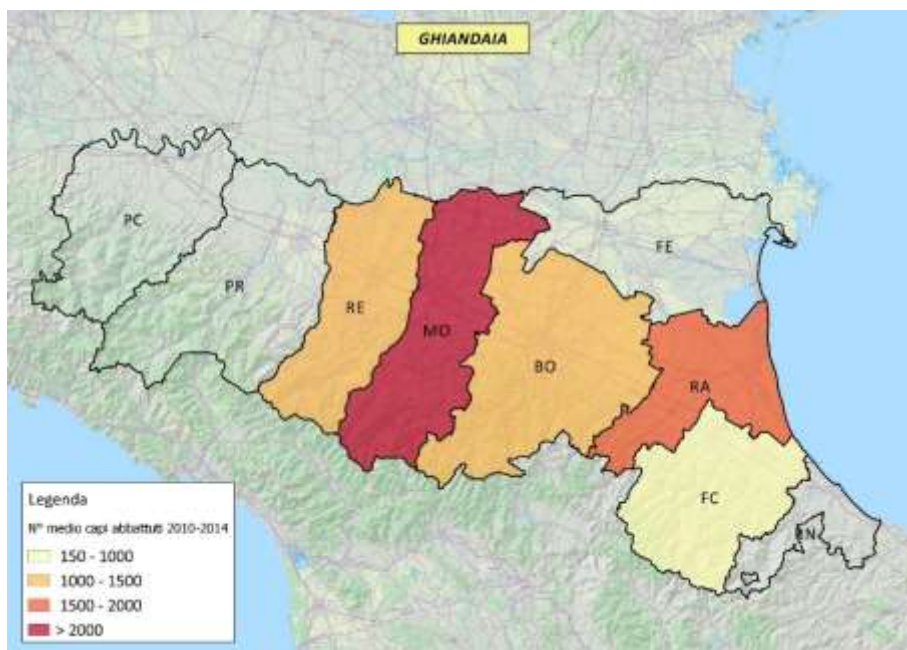 GHIANDAIA
PC
PR
RE
MO
BO
FE
RA
FC
RN
Legenda
N° medio capi abbattuti 2010-2014
150 - 1000
1000 - 1500
1500 - 2000
> 2000